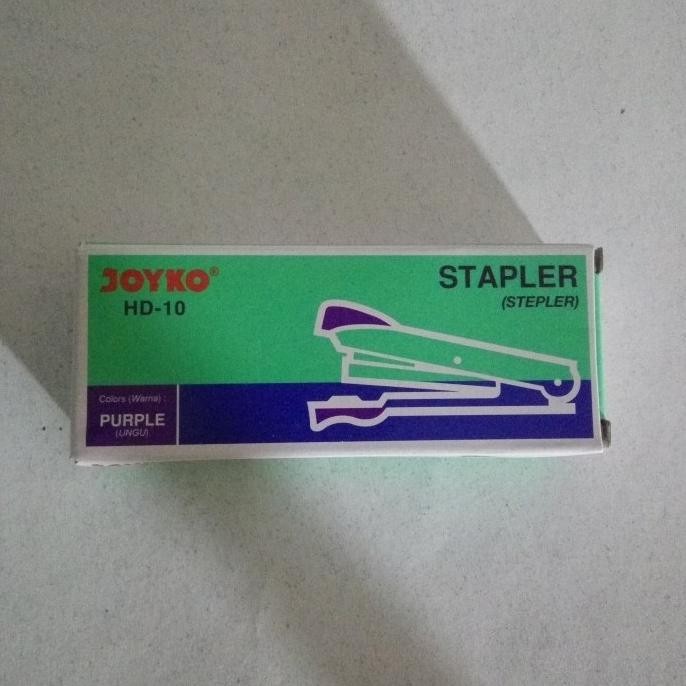 JOYKO®
HD-10
STAPLER
(STEPLER)
Colors (Warna) :
PURPLE
(UNGU)